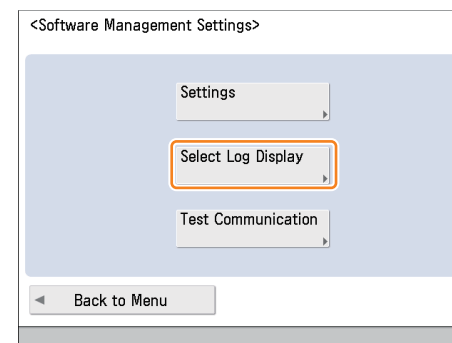 <Software Management Settings>
Settings
Select Log Display
Test Communication
Back to Menu